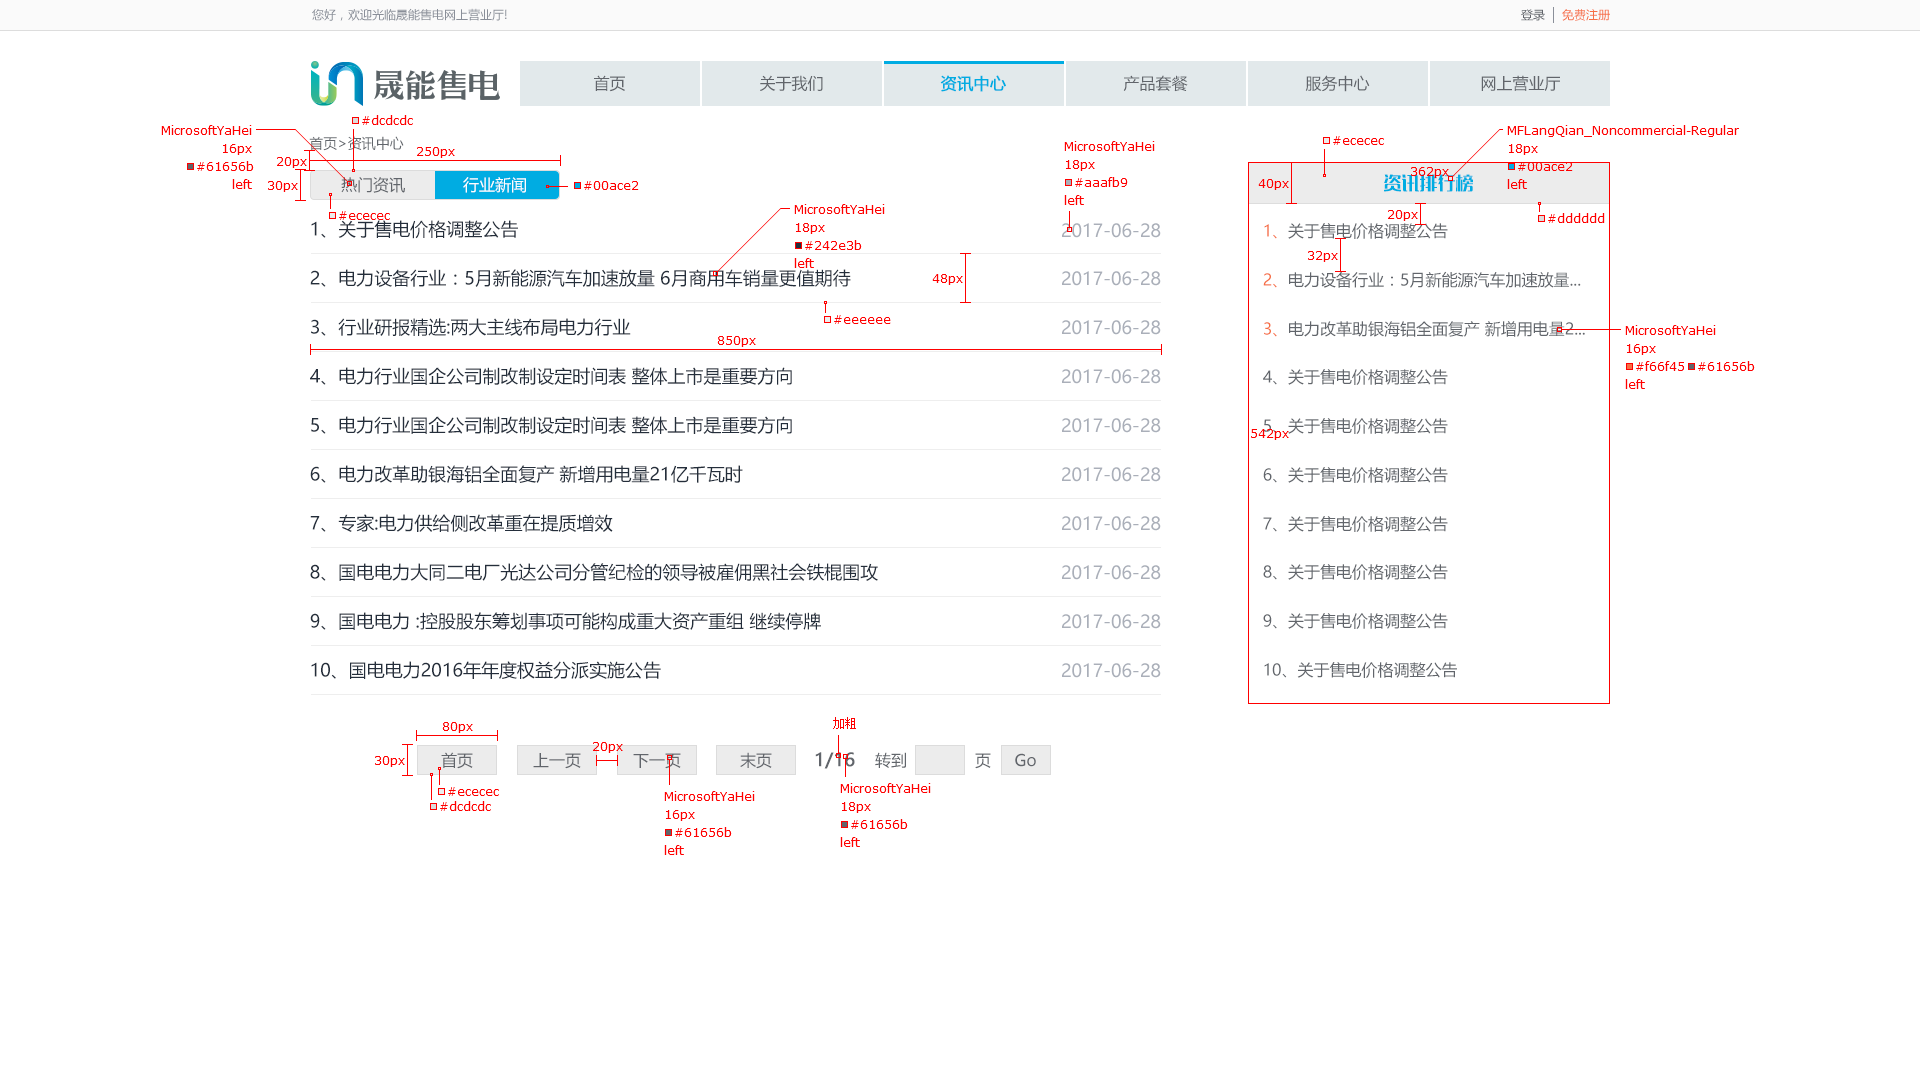 您好，欢迎光临晟能售电网上营业厅!
登录
免费注册
晟能售电
首页
关于我们
资讯中心
产品套餐
服务中心
网上营业厅
#dcdcdc
MicrosoftYaHei
16px
#61656b
left
首页>资讯中心
250px
20px
30px
热门资讯
行业新闻
#00ace2
#ececec
MicrosoftYaHei
18px
#aaafb9
left
MicrosoftYaHei
18px
#242e3b
left
1、关于售电价格调整公告
2017-06-28
2、电力设备行业：5月新能源汽车加速放量 6月商用车销量更值期待
48px
2017-06-28
#eeeeee
3、行业研报精选:两大主线布局电力行业
2017-06-28
850px
4、电力行业国企公司制改制设定时间表 整体上市是重要方向
2017-06-28
5、电力行业国企公司制改制设定时间表 整体上市是重要方向
2017-06-28
6、电力改革助银海铝全面复产 新增用电量21亿千瓦时
2017-06-28
7、专家:电力供给侧改革重在提质增效
2017-06-28
8、国电电力大同二电厂光达公司分管纪检的领导被雇佣黑社会铁棍围攻
2017-06-28
9、国电电力 :控股股东筹划事项可能构成重大资产重组 继续停牌
2017-06-28
10、国电电力2016年年度权益分派实施公告
2017-06-28
#ececec
MFLangQian_Noncommercial-Regular
18px
#00ace2
left
362px
40px
资讯排行榜
20px
#dddddd
1、关于售电价格调整公告
32px
2、电力设备行业：5月新能源汽车加速放量...
3、电力改革助银海铝全面复产 新增用电量2...
MicrosoftYaHei
16px
#f66f45 #61656b
left
4、关于售电价格调整公告
5、关于售电价格调整公告
542px
6、关于售电价格调整公告
7、关于售电价格调整公告
8、关于售电价格调整公告
9、关于售电价格调整公告
10、关于售电价格调整公告
80px
加粗
30px
首页
上一页
20px
下一页
末页
1/16
转到
页
Go
#ececec
#dcdcdc
MicrosoftYaHei
16px
#61656b
left
MicrosoftYaHei
18px
#61656b
left